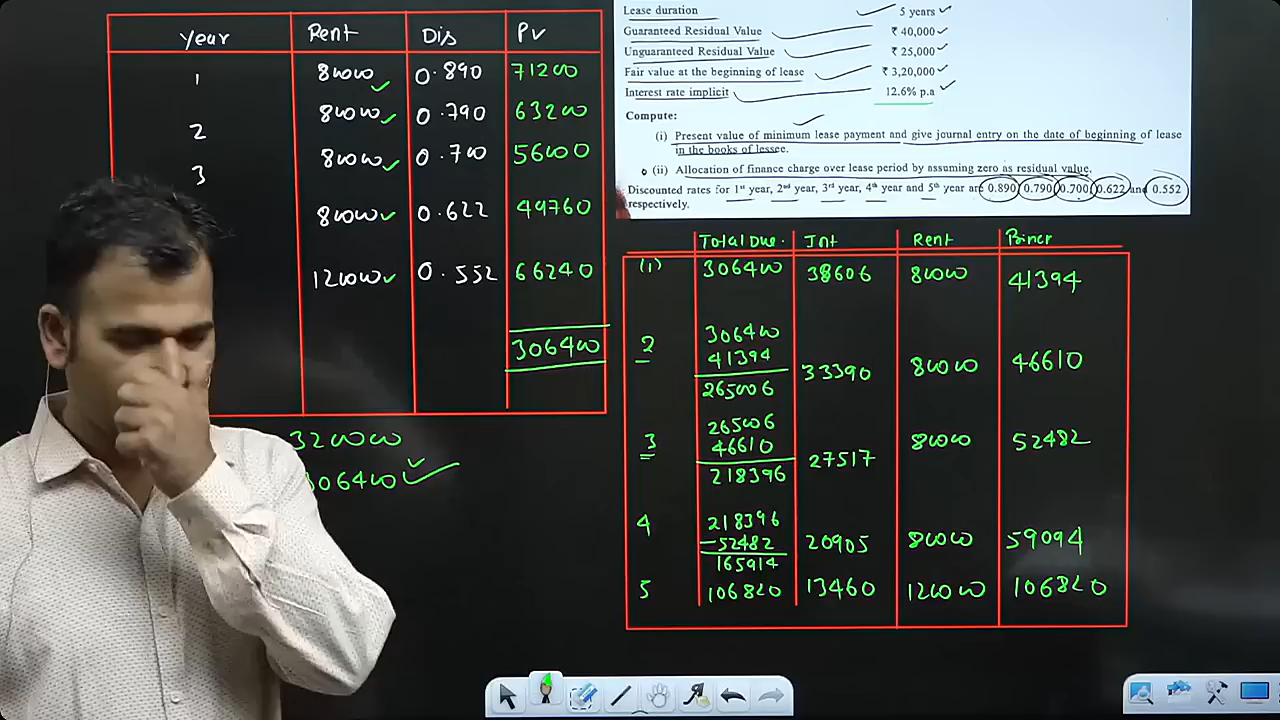 Year Rent Dis Pv
1 80000 0.890 71200
2 80000 0.790 63200
3 80000 0.700 56000
80000 0.622 49760
120000 0.552 66240
306400
320000
306400
Lease duration 5 years
Guaranteed Residual Value ₹ 40,000
Unguaranteed Residual Value ₹ 25,000
Fair value at the beginning of lease ₹ 3,20,000
Interest rate implicit 12.6% p.a
Compute:
(i) Present value of minimum lease payment and give journal entry on the date of beginning of lease
in the books of lessee.
(ii) Allocation of finance charge over lease period by assuming zero as residual value.
Discounted rates for 1st year, 2nd year, 3rd year, 4th year and 5th year are 0.890 0.790 0.700 0.622 and 0.552
respectively.
Total Due. Int Rent Princr
(1) 306400 38606 80000 41394
306400
2 41394 33390 80000 46610
265006
265006
3 46610 27517 80000 52482
218396
218396
4 -52482 20905 80000 59094
165914
5 106820 13460 120000 106820